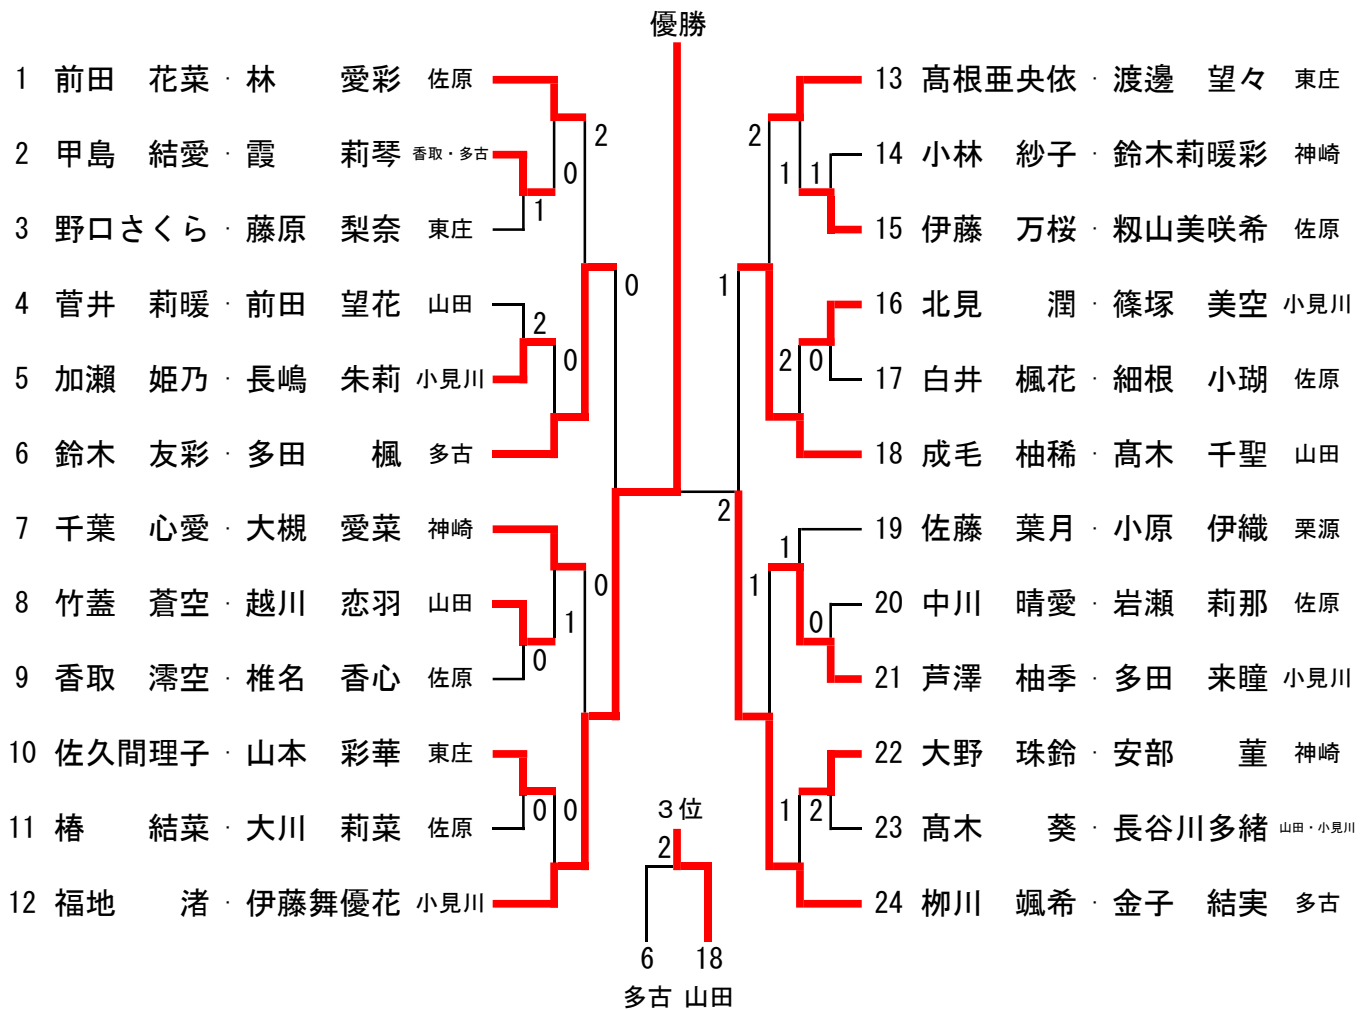 優勝
1 前田 花菜・林 愛彩 佐原
2 甲島 結愛・霞 莉琴 香取・多古
3 野口さくら・藤原 梨奈 東庄
4 菅井 莉暖・前田 望花 山田
5 加瀨 姫乃・長嶋 朱莉 小見川
6 鈴木 友彩・多田 楓 多古
7 千葉 心愛・大槻 愛菜 神崎
8 竹蓋 蒼空・越川 恋羽 山田
9 香取 澪空・椎名 香心 佐原
10 佐久間理子・山本 彩華 東庄
11 椿 結菜・大川 莉菜 佐原
12 福地 渚・伊藤舞優花 小見川
2
0
1
0
2
0
0
1
0
0
0
2
13 髙根亜央依・渡邊 望々 東庄
14 小林 紗子・鈴木莉暖彩 神崎
15 伊藤 万桜・籾山美咲希 佐原
16 北見 潤・篠塚 美空 小見川
17 白井 楓花・細根 小瑚 佐原
18 成毛 柚稀・髙木 千聖 山田
19 佐藤 葉月・小原 伊織 栗源
20 中川 晴愛・岩瀬 莉那 佐原
21 芦澤 柚季・多田 来瞳 小見川
22 大野 珠鈴・安部 菫 神崎
23 髙木 葵・長谷川多緒 山田・小見川
24 栁川 颯希・金子 結実 多古
2
1
1
1
2
0
1
1
0
1
2
3位
2
6 18
多古 山田